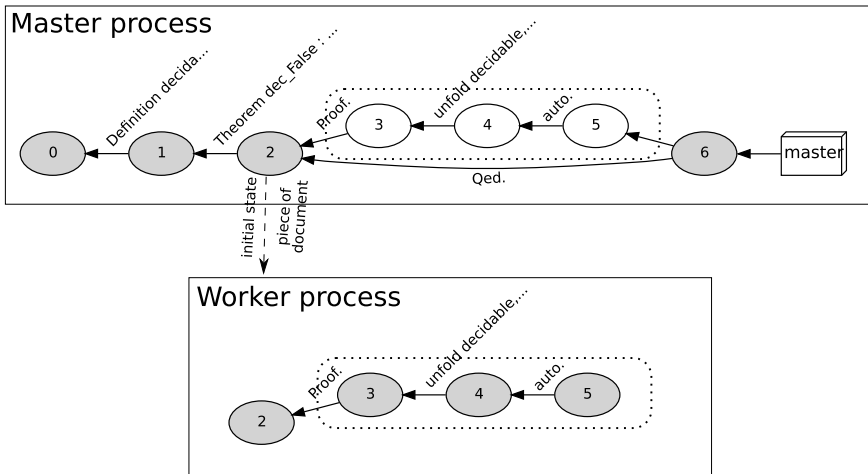 Master process
Definition decida...
Theorem dec_False : ...
Proof.
unfold decidable,...
auto.
0
1
2
3
4
5
6
master
Qed.
initial state
piece of
document
Worker process
Proof.
unfold decidable,...
auto.
2
3
4
5